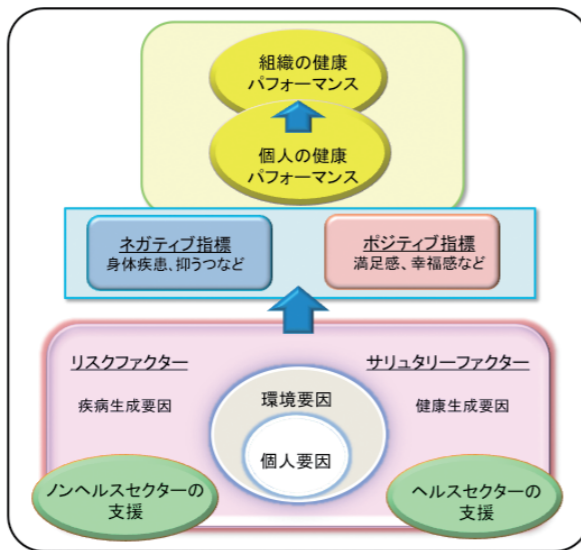 組織の健康
パフォーマンス
個人の健康
パフォーマンス
ネガティブ指標
身体疾患、抑うつなど
ポジティブ指標
満足感、幸福感など
リスクファクター
サリュタリーファクター
疾病生成要因
環境要因
健康生成要因
個人要因
ノンヘルスセクターの
支援
ヘルスセクターの
支援